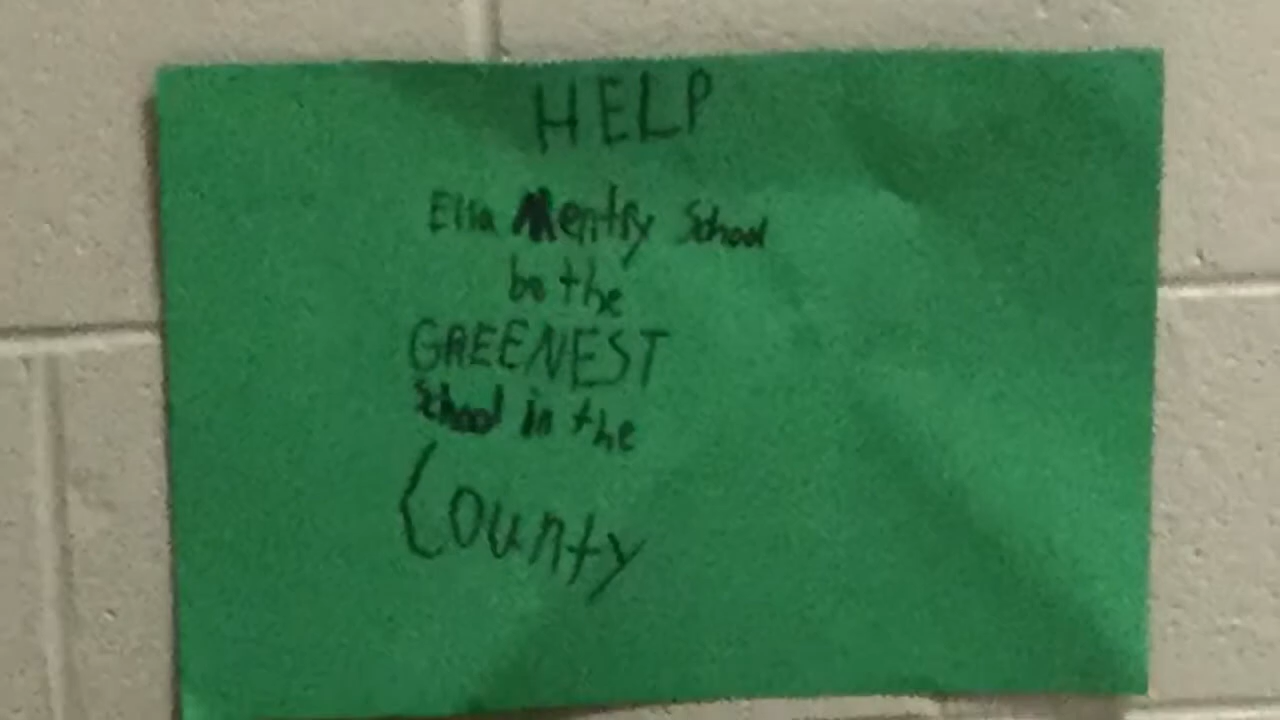 HELP
Ella Mentry School
be the
GREENEST
School in the
County